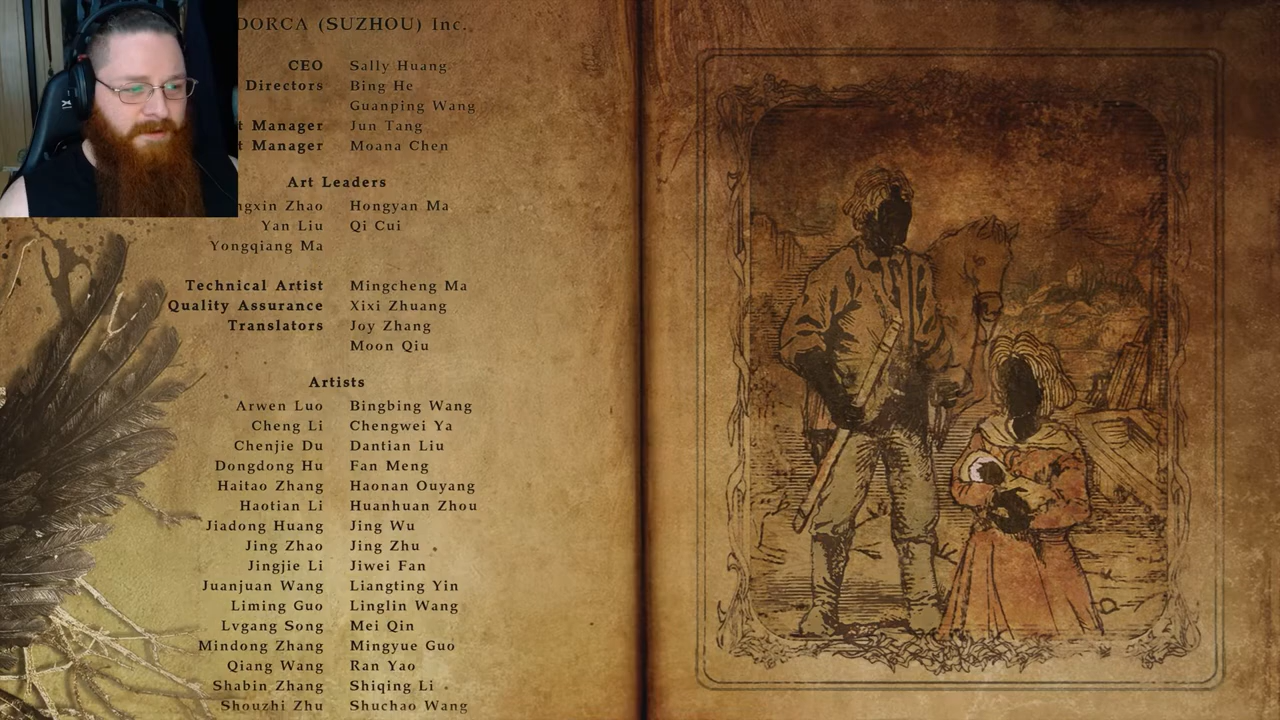 DORCA (SUZHOU) Inc.
CEO Sally Huang
Directors Bing He
Guanping Wang
t Manager Jun Tang
t Manager Moana Chen
Art Leaders
ngxin Zhao Hongyan Ma
Yan Liu Qi Cui
Yongqiang Ma
Technical Artist Mingcheng Ma
Quality Assurance Xixi Zhuang
Translators Joy Zhang
Moon Qiu
Artists
Arwen Luo Bingbing Wang
Cheng Li Chengwei Ya
Chenjie Du Dantian Liu
Dongdong Hu Fan Meng
Haitao Zhang Haonan Ouyang
Haotian Li Huanhuan Zhou
Jiadong Huang Jing Wu
Jing Zhao Jing Zhu
Jingjie Li Jiwei Fan
Juanjuan Wang Liangting Yin
Liming Guo Linglin Wang
Lvgang Song Mei Qin
Mindong Zhang Mingyue Guo
Qiang Wang Ran Yao
Shabin Zhang Shiqing Li
Shouzhi Zhu Shuchao Wang